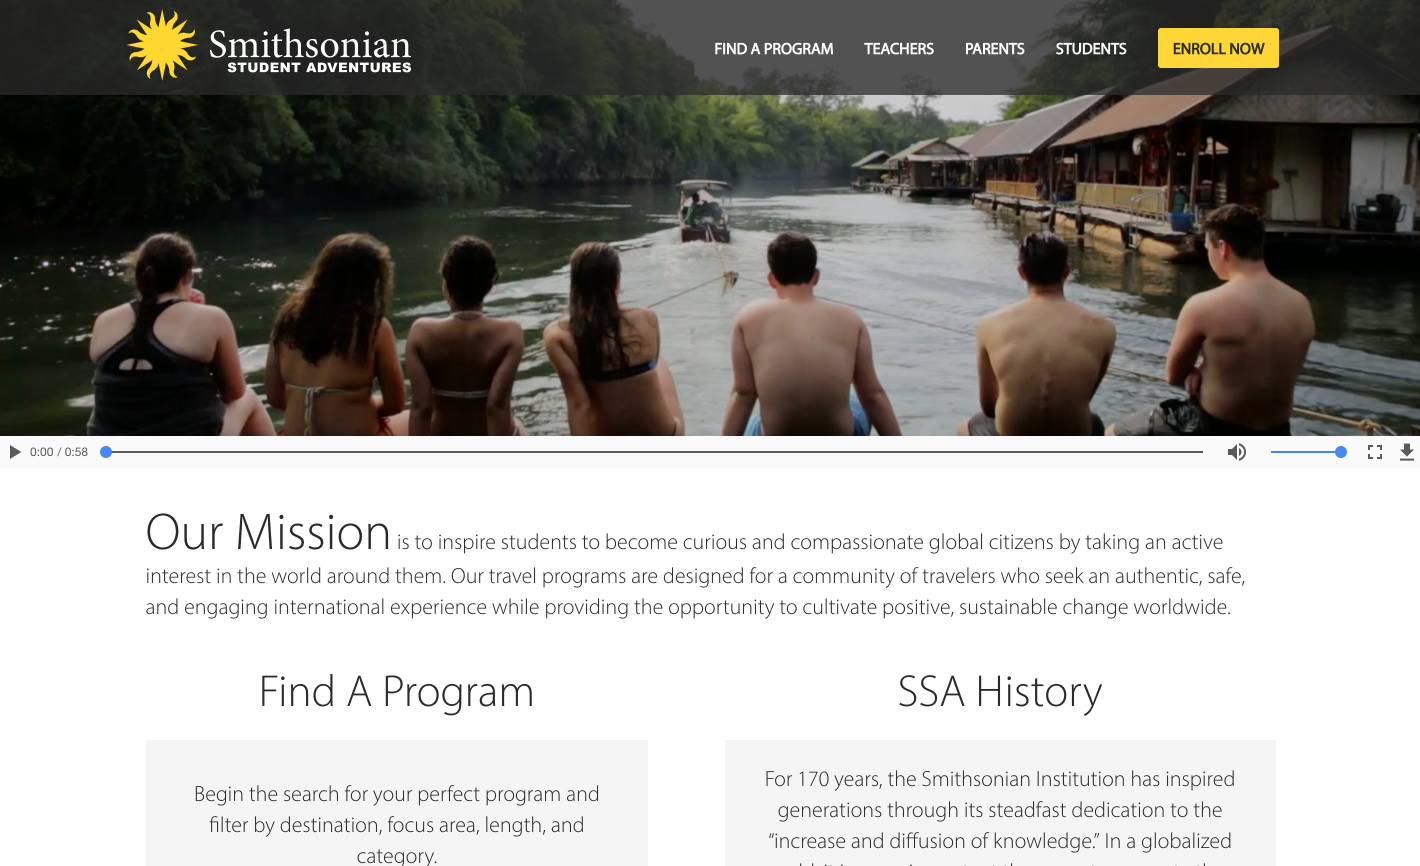 Smithsonian
STUDENT ADVENTURES
FIND A PROGRAM TEACHERS PARENTS STUDENTS ENROLL NOW
0:00 / 0:58
Our Mission is to inspire students to become curious and compassionate global citizens by taking an active
interest in the world around them. Our travel programs are designed for a community of travelers who seek an authentic, safe,
and engaging international experience while providing the opportunity to cultivate positive, sustainable change worldwide.
Find A Program
Begin the search for your perfect program and
filter by destination, focus area, length, and
category.
SSA History
For 170 years, the Smithsonian Institution has inspired
generations through its steadfast dedication to the
“increase and diffusion of knowledge.” In a globalized